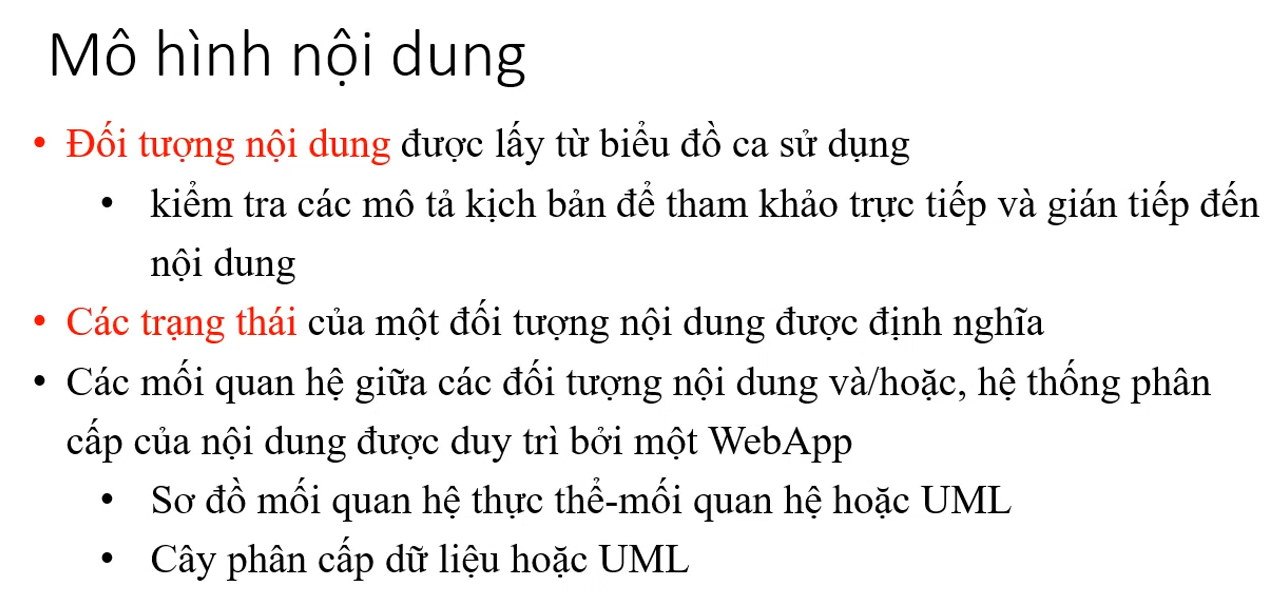 Mô hình nội dung
• Đối tượng nội dung được lấy từ biểu đồ ca sử dụng
• kiểm tra các mô tả kịch bản để tham khảo trực tiếp và gián tiếp đến
nội dung
• Các trạng thái của một đối tượng nội dung được định nghĩa
• Các mối quan hệ giữa các đối tượng nội dung và/hoặc, hệ thống phân
cấp của nội dung được duy trì bởi một WebApp
• Sơ đồ mối quan hệ thực thể-mối quan hệ hoặc UML
• Cây phân cấp dữ liệu hoặc UML